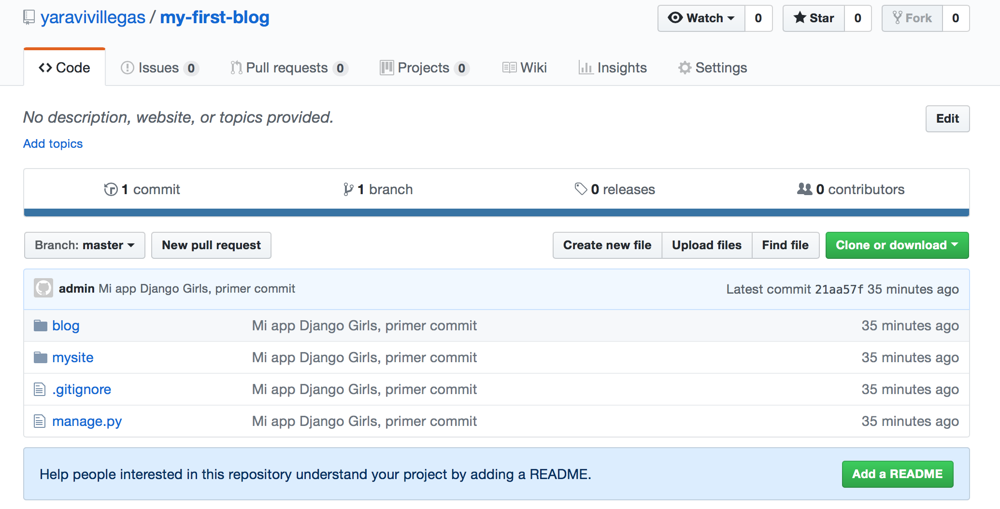 yaravivillegas / my-first-blog
Watch 0 Star 0 Fork 0
Code Issues 0 Pull requests 0 Projects 0 Wiki Insights Settings
No description, website, or topics provided.
Edit
Add topics
1 commit 1 branch 0 releases 0 contributors
Branch: master New pull request Create new file Upload files Find file Clone or download
admin Mi app Django Girls, primer commit Latest commit 21aa57f 35 minutes ago
blog Mi app Django Girls, primer commit 35 minutes ago
mysite Mi app Django Girls, primer commit 35 minutes ago
.gitignore Mi app Django Girls, primer commit 35 minutes ago
manage.py Mi app Django Girls, primer commit 35 minutes ago
Help people interested in this repository understand your project by adding a README. Add a README